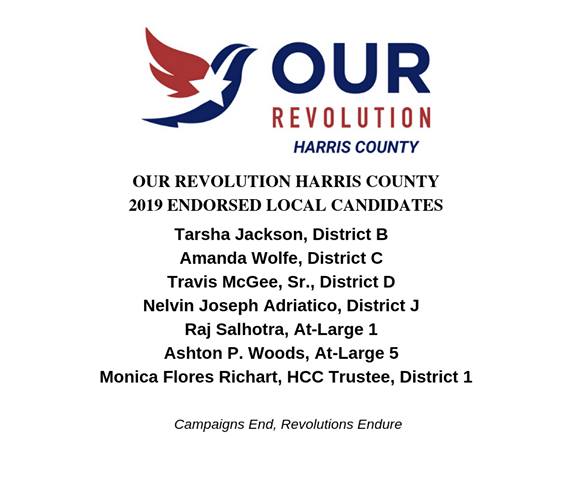 OUR
REVOLUTION
HARRIS COUNTY
OUR REVOLUTION HARRIS COUNTY
2019 ENDORSED LOCAL CANDIDATES
Tarsha Jackson, District B
Amanda Wolfe, District C
Travis McGee, Sr., District D
Nelvin Joseph Adriatico, District J
Raj Salhotra, At-Large 1
Ashton P. Woods, At-Large 5
Monica Flores Richart, HCC Trustee, District 1
Campaigns End, Revolutions Endure